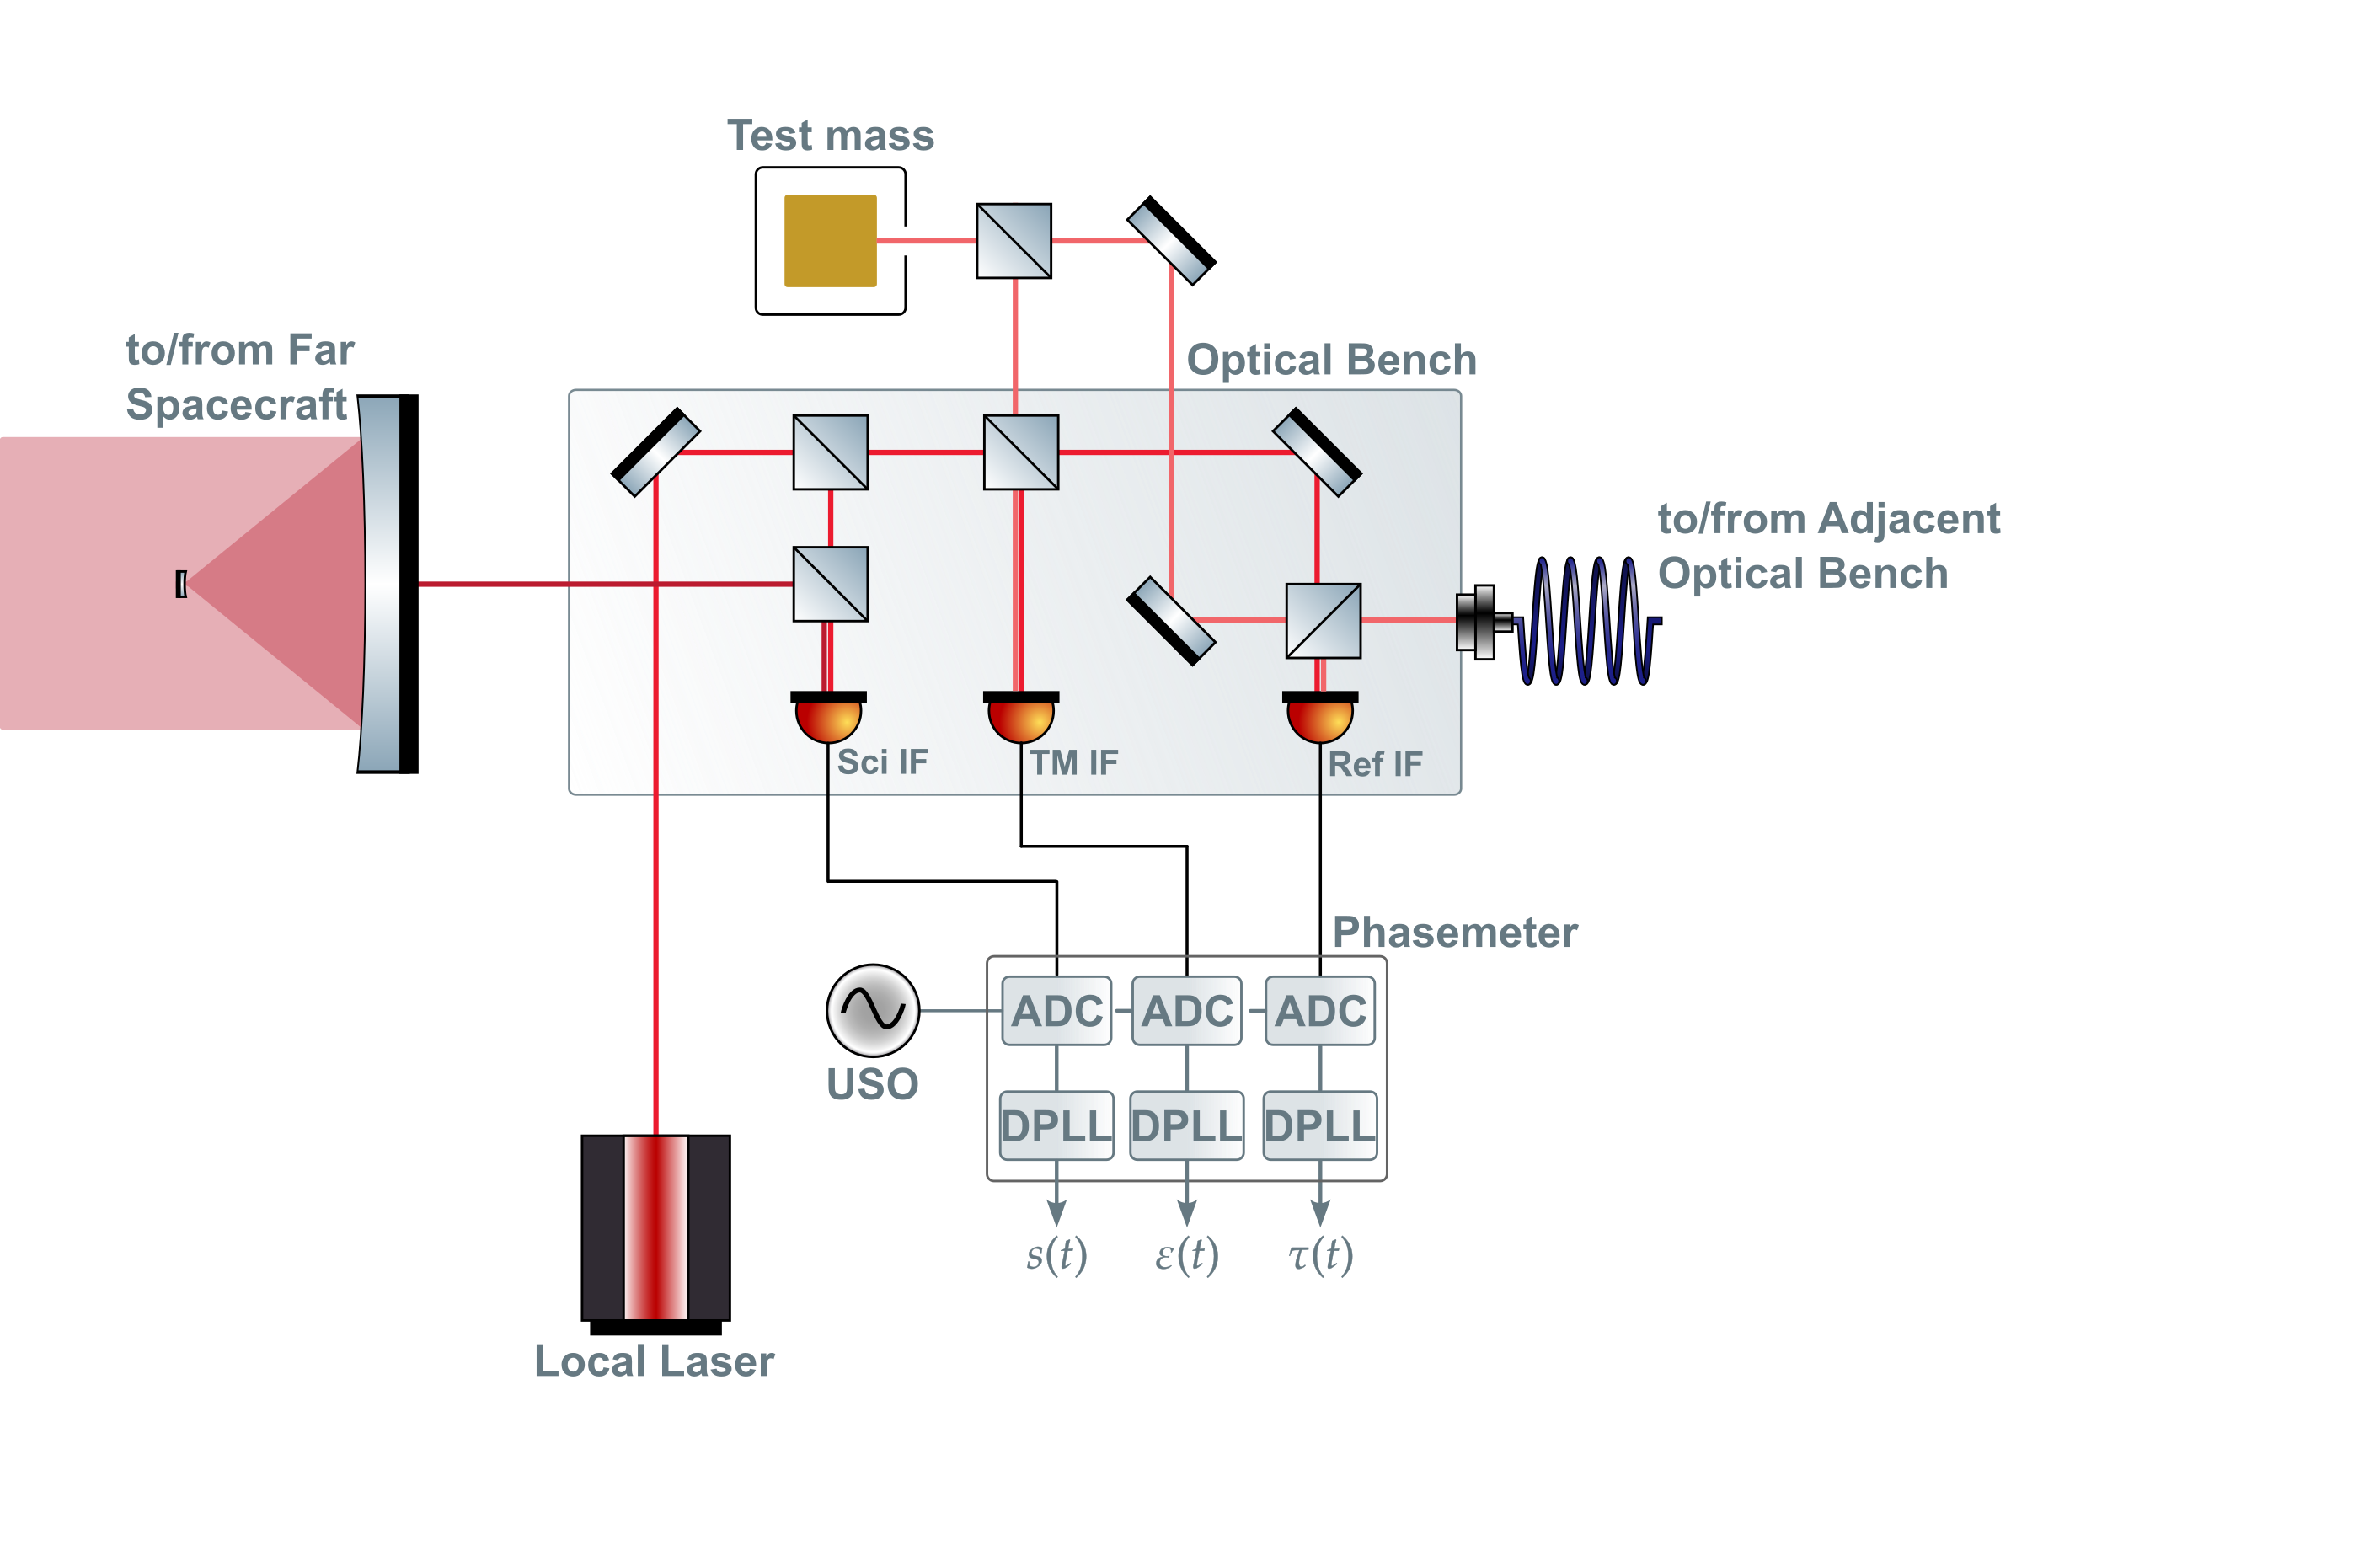 Test mass
to/from Far
Spacecraft
Optical Bench
to/from Adjacent
Optical Bench
Sci IF
TM IF
Ref IF
Phasemeter
ADC
ADC
ADC
USO
DPLL
DPLL
DPLL
s(t)
ε(t)
τ(t)
Local Laser